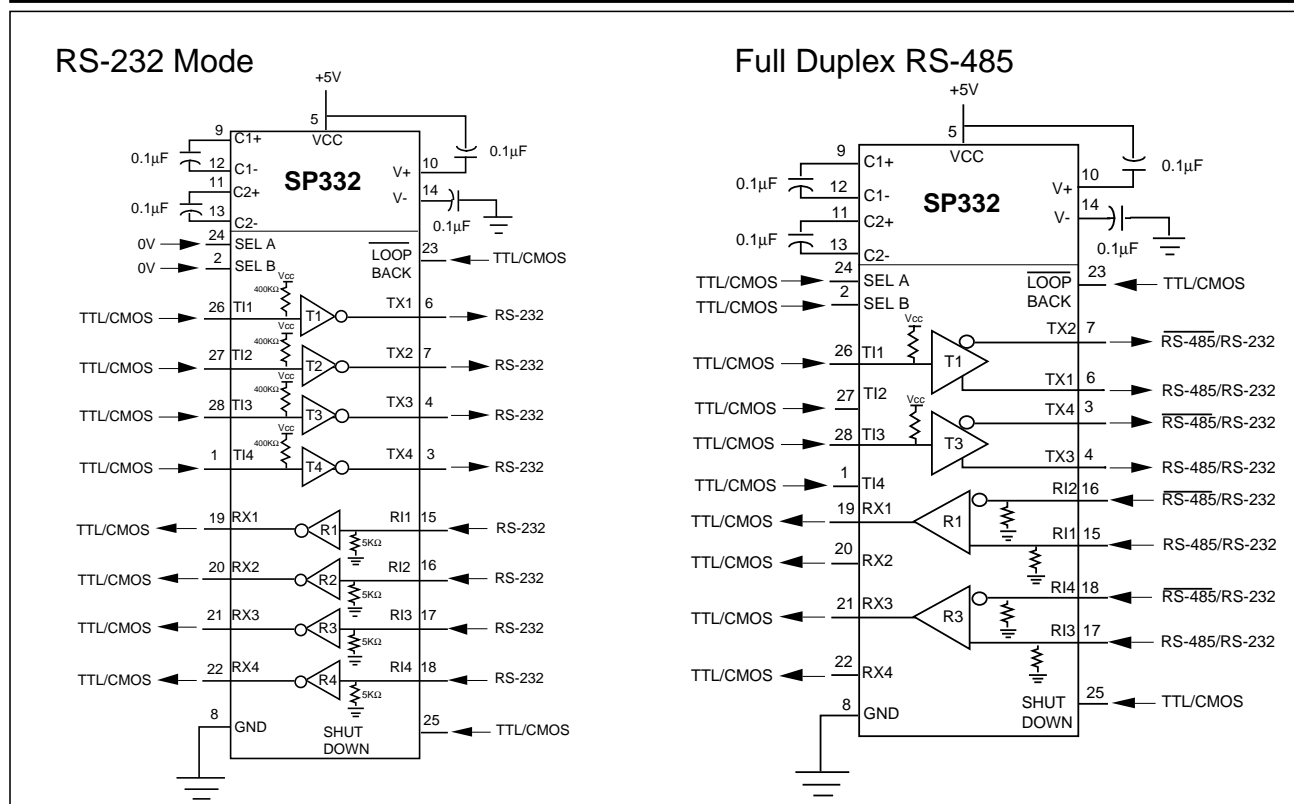 RS-232 Mode
+5V
5
VCC
9 C1+
0.1µF
12 C1-
11 C2+
0.1µF
13 C2-
SP332
V+ 10
0.1µF
V- 14
0.1µF
0V 24 SEL A
0V 2 SEL B
LOOP BACK 23 TTL/CMOS
Vcc
400KΩ
TTL/CMOS 26 TI1 T1 TX1 6 RS-232
Vcc
400KΩ
TTL/CMOS 27 TI2 T2 TX2 7 RS-232
Vcc
400KΩ
TTL/CMOS 28 TI3 T3 TX3 4 RS-232
Vcc
400KΩ
TTL/CMOS 1 TI4 T4 TX4 3 RS-232
TTL/CMOS 19 RX1 R1 RI1 15 RS-232
5KΩ
TTL/CMOS 20 RX2 R2 RI2 16 RS-232
5KΩ
TTL/CMOS 21 RX3 R3 RI3 17 RS-232
5KΩ
TTL/CMOS 22 RX4 R4 RI4 18 RS-232
5KΩ
8 GND
SHUT DOWN 25 TTL/CMOS
Full Duplex RS-485
+5V
5
VCC
9 C1+
0.1µF
12 C1-
11 C2+
0.1µF
13 C2-
SP332
V+ 10
0.1µF
V- 14
0.1µF
TTL/CMOS 24 SEL A
TTL/CMOS 2 SEL B
LOOP BACK 23 TTL/CMOS
Vcc
TX2 7 RS-485/RS-232
TTL/CMOS 26 TI1 T1
TX1 6 RS-485/RS-232
TTL/CMOS 27 TI2
Vcc
TX4 3 RS-485/RS-232
TTL/CMOS 28 TI3 T3
TX3 4 RS-485/RS-232
TTL/CMOS 1 TI4
RI2 16 RS-485/RS-232
TTL/CMOS 19 RX1 R1
RI1 15 RS-485/RS-232
TTL/CMOS 20 RX2
RI4 18 RS-485/RS-232
TTL/CMOS 21 RX3 R3
RI3 17 RS-485/RS-232
TTL/CMOS 22 RX4
8 GND
SHUT DOWN 25 TTL/CMOS